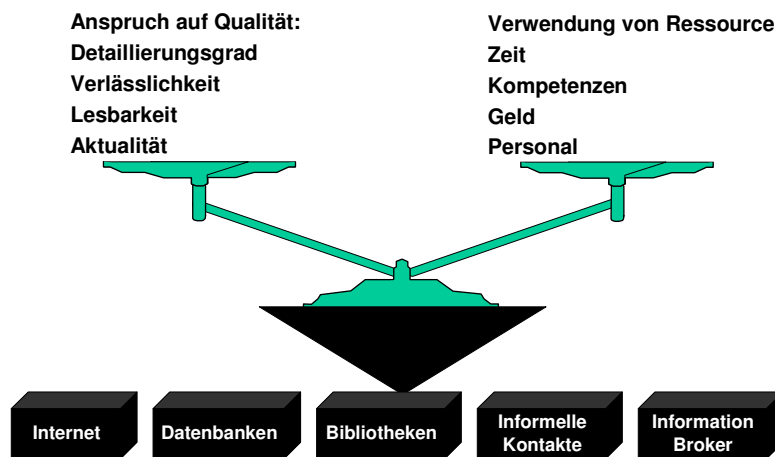 Anspruch auf Qualität:
Detaillierungsgrad
Verlässlichkeit
Lesbarkeit
Aktualität
Verwendung von Ressource
Zeit
Kompetenzen
Geld
Personal
Internet
Datenbanken
Bibliotheken
Informelle
Kontakte
Information
Broker